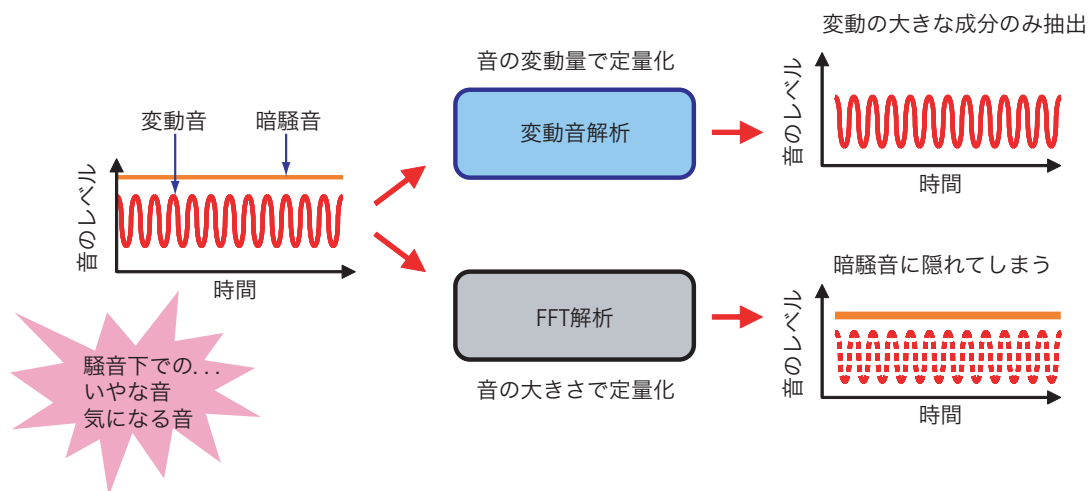 変動音
暗騒音
音のレベル
時間
騒音下での...
いやな音
気になる音
音の変動量で定量化
変動音解析
変動の大きな成分のみ抽出
音のレベル
時間
FFT解析
音の大きさで定量化
暗騒音に隠れてしまう
音のレベル
時間